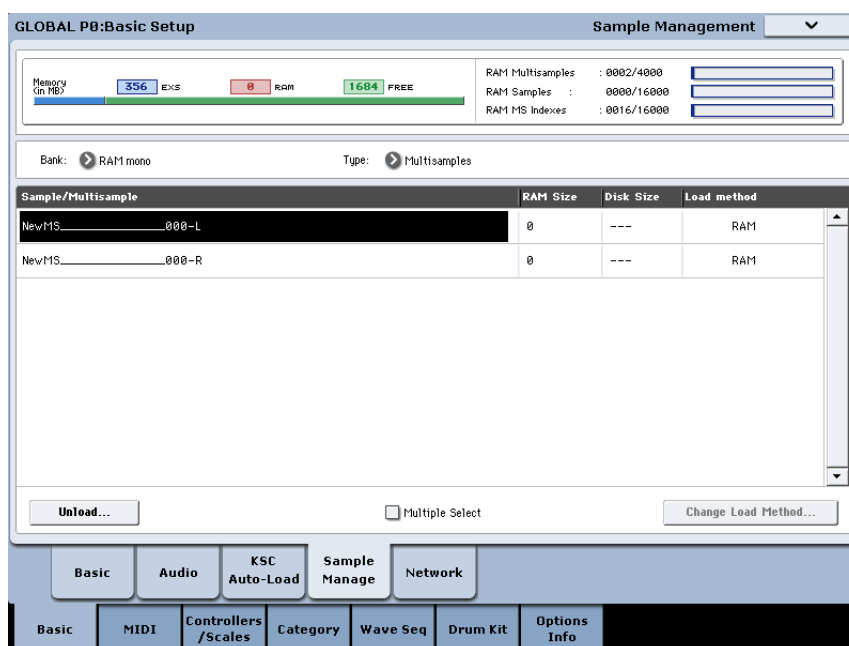 GLOBAL P0:Basic Setup
Sample Management
Memory (in MB)
356 EXS
0 RAM
1684 FREE
RAM Multisamples : 0002/4000
RAM Samples : 0000/16000
RAM MS Indexes : 0016/16000
Bank: RAM mono
Type: Multisamples
Sample/Multisample RAM Size Disk Size Load method
NewMS______________000-L 0 --- RAM
NewMS______________000-R 0 --- RAM
Unload...
Multiple Select
Change Load Method...
Basic Audio KSC Auto-Load Sample Manage Network
Basic MIDI Controllers /Scales Category Wave Seq Drum Kit Options Info